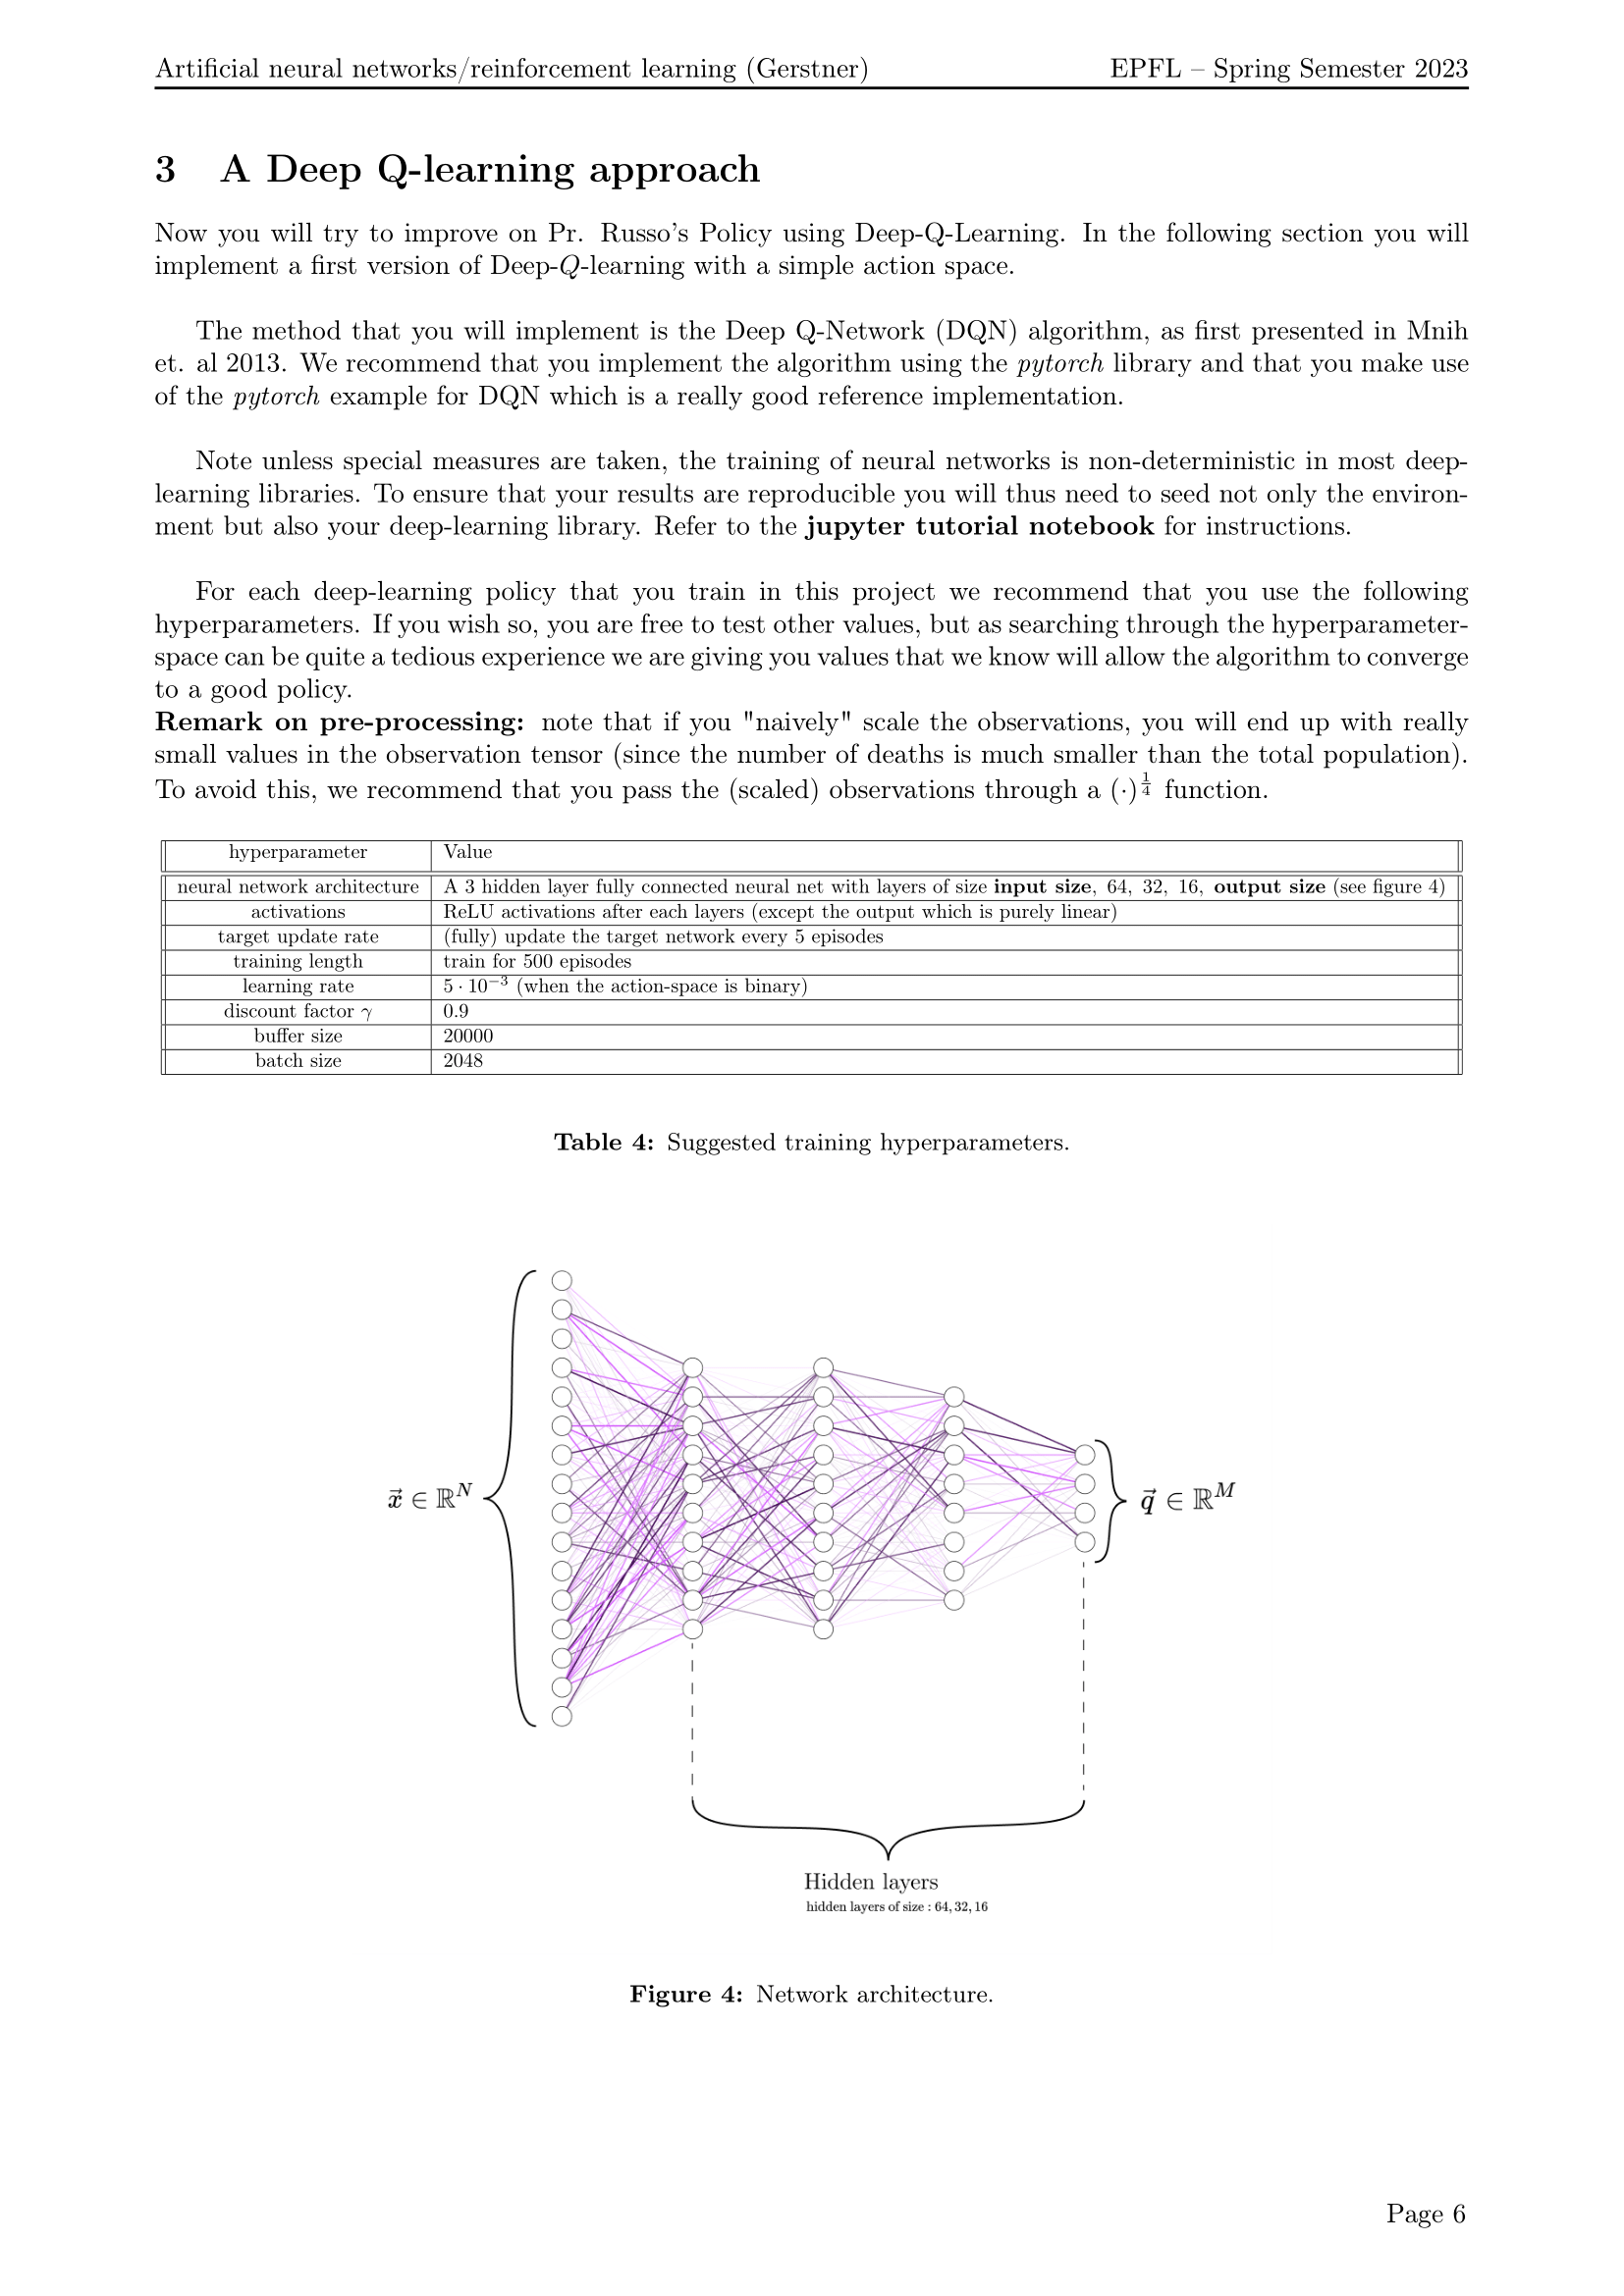 Artificial neural networks/reinforcement learning (Gerstner) EPFL – Spring Semester 2023
3 A Deep Q-learning approach
Now you will try to improve on Pr. Russo's Policy using Deep-Q-Learning. In the following section you will
implement a first version of Deep-Q-learning with a simple action space.
The method that you will implement is the Deep Q-Network (DQN) algorithm, as first presented in Mnih
et. al 2013. We recommend that you implement the algorithm using the pytorch library and that you make use
of the pytorch example for DQN which is a really good reference implementation.
Note unless special measures are taken, the training of neural networks is non-deterministic in most deep-
learning libraries. To ensure that your results are reproducible you will thus need to seed not only the environ-
ment but also your deep-learning library. Refer to the jupyter tutorial notebook for instructions.
For each deep-learning policy that you train in this project we recommend that you use the following
hyperparameters. If you wish so, you are free to test other values, but as searching through the hyperparameter-
space can be quite a tedious experience we are giving you values that we know will allow the algorithm to converge
to a good policy.
Remark on pre-processing: note that if you "naively" scale the observations, you will end up with really
small values in the observation tensor (since the number of deaths is much smaller than the total population).
To avoid this, we recommend that you pass the (scaled) observations through a (·)^{1/4} function.
hyperparameter Value
neural network architecture A 3 hidden layer fully connected neural net with layers of size input size, 64, 32, 16, output size (see figure 4)
activations ReLU activations after each layers (except the output which is purely linear)
target update rate (fully) update the target network every 5 episodes
training length train for 500 episodes
learning rate 5 · 10⁻³ (when the action-space is binary)
discount factor γ 0.9
buffer size 20000
batch size 2048
Table 4: Suggested training hyperparameters.
x⃗ ∈ ℝᴺ
q⃗ ∈ ℝᴹ
Hidden layers
hidden layers of size : 64, 32, 16
Figure 4: Network architecture.
Page 6